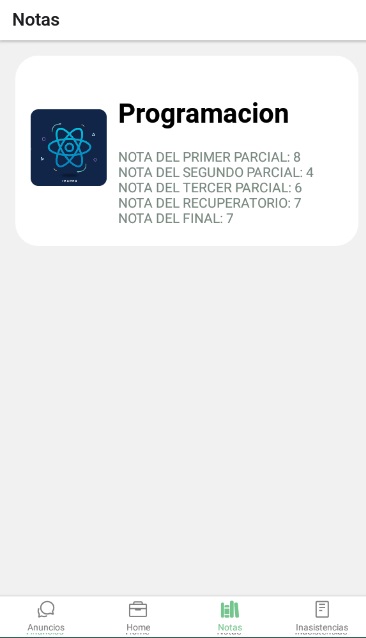 Notas
Programacion
NOTA DEL PRIMER PARCIAL: 8
NOTA DEL SEGUNDO PARCIAL: 4
NOTA DEL TERCER PARCIAL: 6
NOTA DEL RECUPERATORIO: 7
NOTA DEL FINAL: 7
Anuncios Home Notas Inasistencias